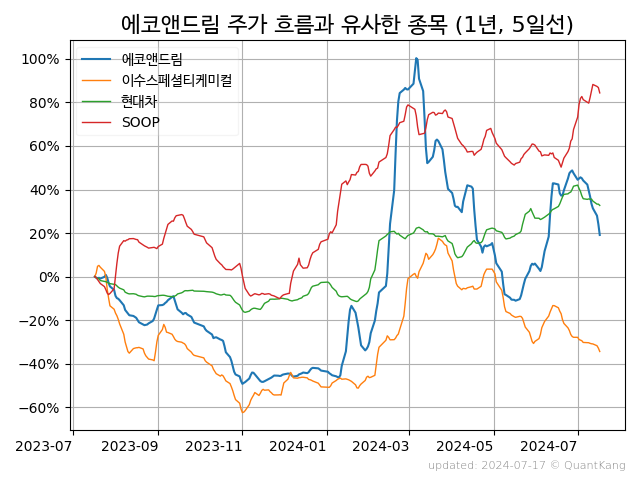 에코앤드림 주가 흐름과 유사한 종목 (1년, 5일선)
에코앤드림
이수스페셜티케미컬
현대차
SOOP
100%
80%
60%
40%
20%
0%
−20%
−40%
−60%
2023-07 2023-09 2023-11 2024-01 2024-03 2024-05 2024-07
updated: 2024-07-17 © QuantKang